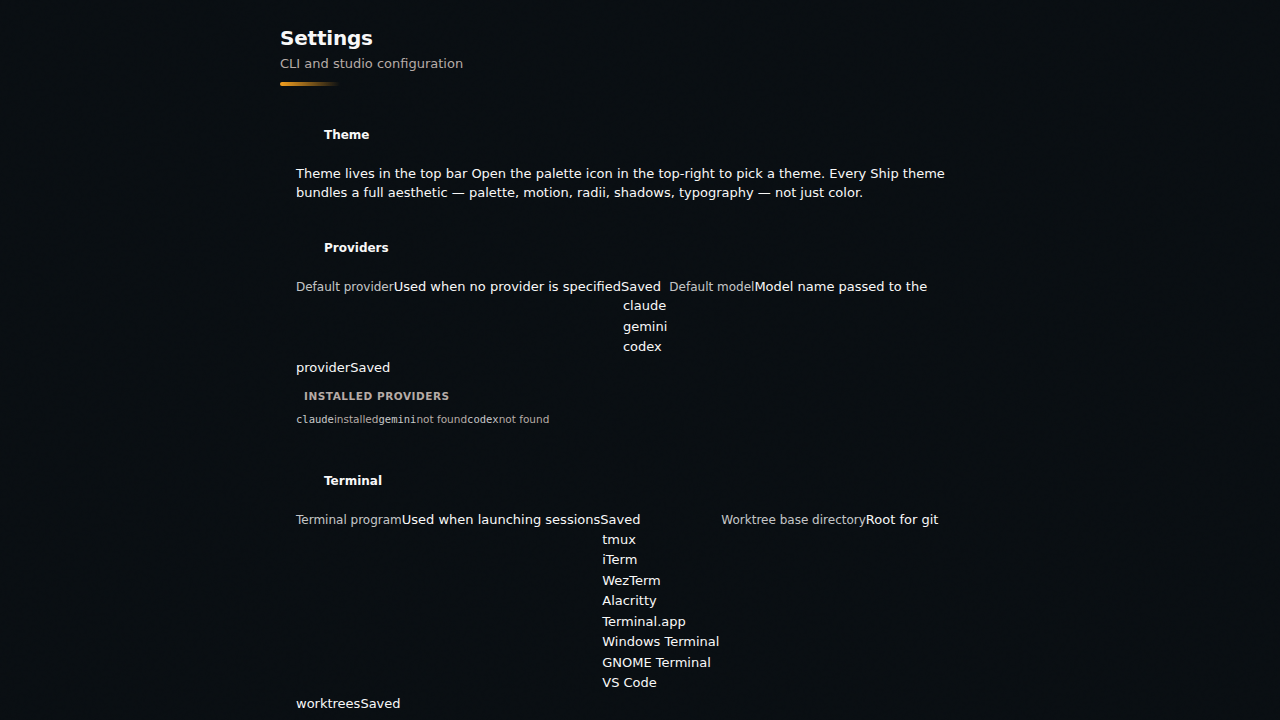 Settings
CLI and studio configuration
Theme
Theme lives in the top bar Open the palette icon in the top-right to pick a theme. Every Ship theme
bundles a full aesthetic — palette, motion, radii, shadows, typography — not just color.
Providers
Default providerUsed when no provider is specifiedSaved Default modelModel name passed to the
claude
gemini
codex
providerSaved
INSTALLED PROVIDERS
claudeinstalledgemininot foundcodexnot found
Terminal
Terminal programUsed when launching sessionsSaved Worktree base directoryRoot for git
tmux
iTerm
WezTerm
Alacritty
Terminal.app
Windows Terminal
GNOME Terminal
VS Code
worktreesSaved